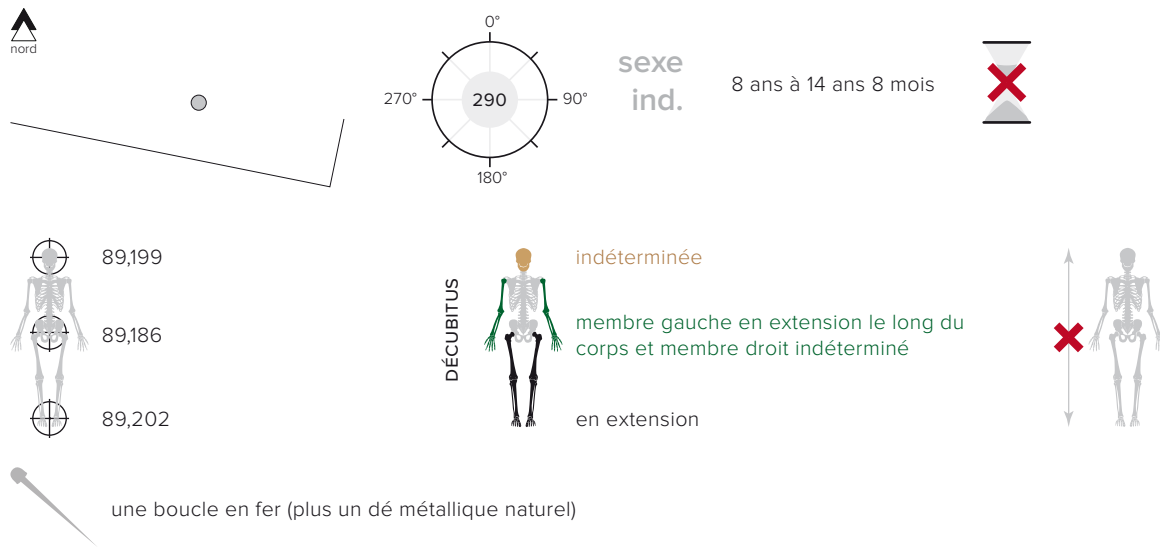 nord
0°
270°
290
90°
180°
sexe
ind.
8 ans à 14 ans 8 mois
89,199
89,186
89,202
DÉCUBITUS
indéterminée
membre gauche en extension le long du
corps et membre droit indéterminé
en extension
une boucle en fer (plus un dé métallique naturel)